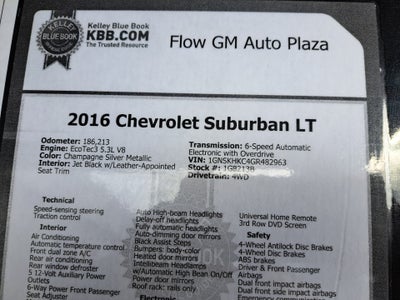 Kelley Blue Book
KBB.COM
The Trusted Resource
KELLEY
BLUE BOOK
Flow GM Auto Plaza
2016 Chevrolet Suburban LT
Odometer: 186,213
Engine: EcoTec3 5.3L V8
Color: Champagne Silver Metallic
Interior: Jet Black w/Leather-Appointed
Seat Trim
Transmission: 6-Speed Automatic
Electronic with Overdrive
VIN: 1GNSKHKC4GR482963
Stock #: 1GB213B
Drivetrain: 4WD
Technical
Speed-sensing steering
Traction control
Interior
Air Conditioning
Automatic temperature control
Front dual zone A/C
Rear air conditioning
Rear window defroster
5 12-Volt Auxiliary Power
Outlets
6-Way Power Front Passenger
Seat Adjuster
Auto High-beam Headlights
Delay-off headlights
Fully automatic headlights
Auto-dimming door mirrors
Black Assist Steps
Bumpers: body-color
Heated door mirrors
Intellibeam Headlamps
w/Automatic High Beam On/Off
Power door mirrors
Roof rack: rails only
Electronic
Universal Home Remote
3rd Row DVD Screen
Safety
4-Wheel Antilock Disc Brakes
4-Wheel Disc Brakes
ABS brakes
Driver & Front Passenger
Airbags
Dual front impact airbags
Dual front side impact airbags